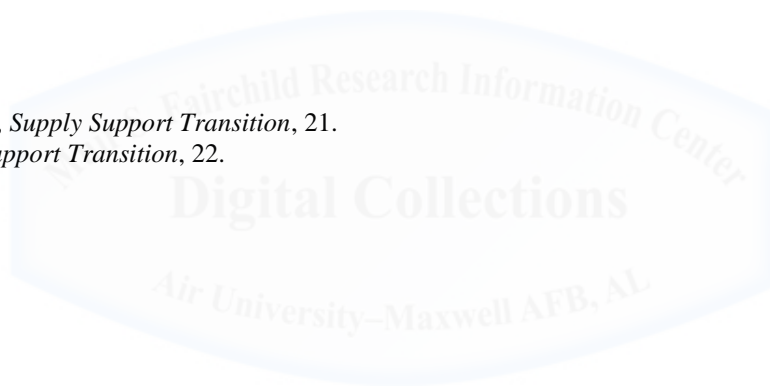 Fairchild Research Information Center
, Supply Support Transition, 21.
pport Transition, 22.
Digital Collections
Air University–Maxwell AFB, AL